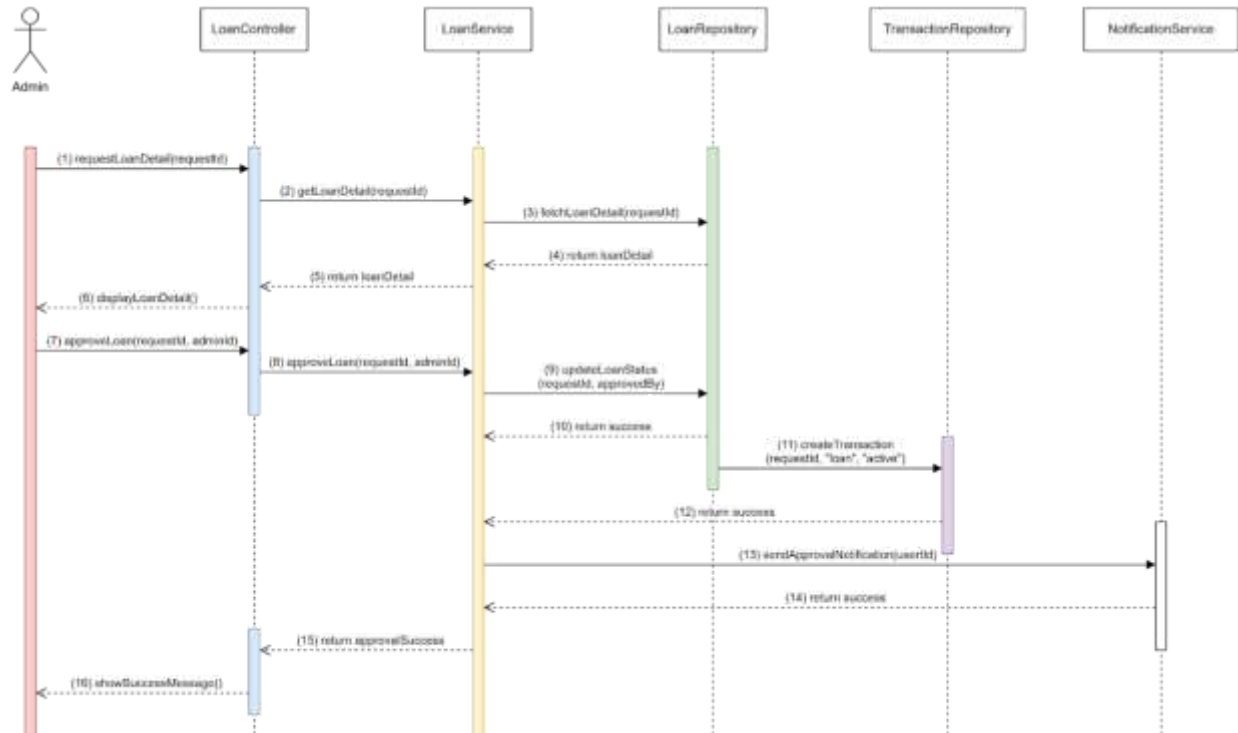 LoanController
LoanService
LoanRepository
TransactionRepository
NotificationService
Admin
(1) requestLoanDetail(requestId)
(2) getLoanDetail(requestId)
(3) fetchLoanDetail(requestId)
(4) return loanDetail
(5) return loanDetail
(6) displayLoanDetail()
(7) approveLoan(requestId, adminId)
(8) approveLoan(requestId, adminId)
(9) updateLoanStatus
(requestId, approvedBy)
(10) return success
(11) createTransaction
(requestId, "loan", "active")
(12) return success
(13) sendApprovalNotification(userId)
(14) return success
(15) return approvalSuccess
(16) showSuccessMessage()